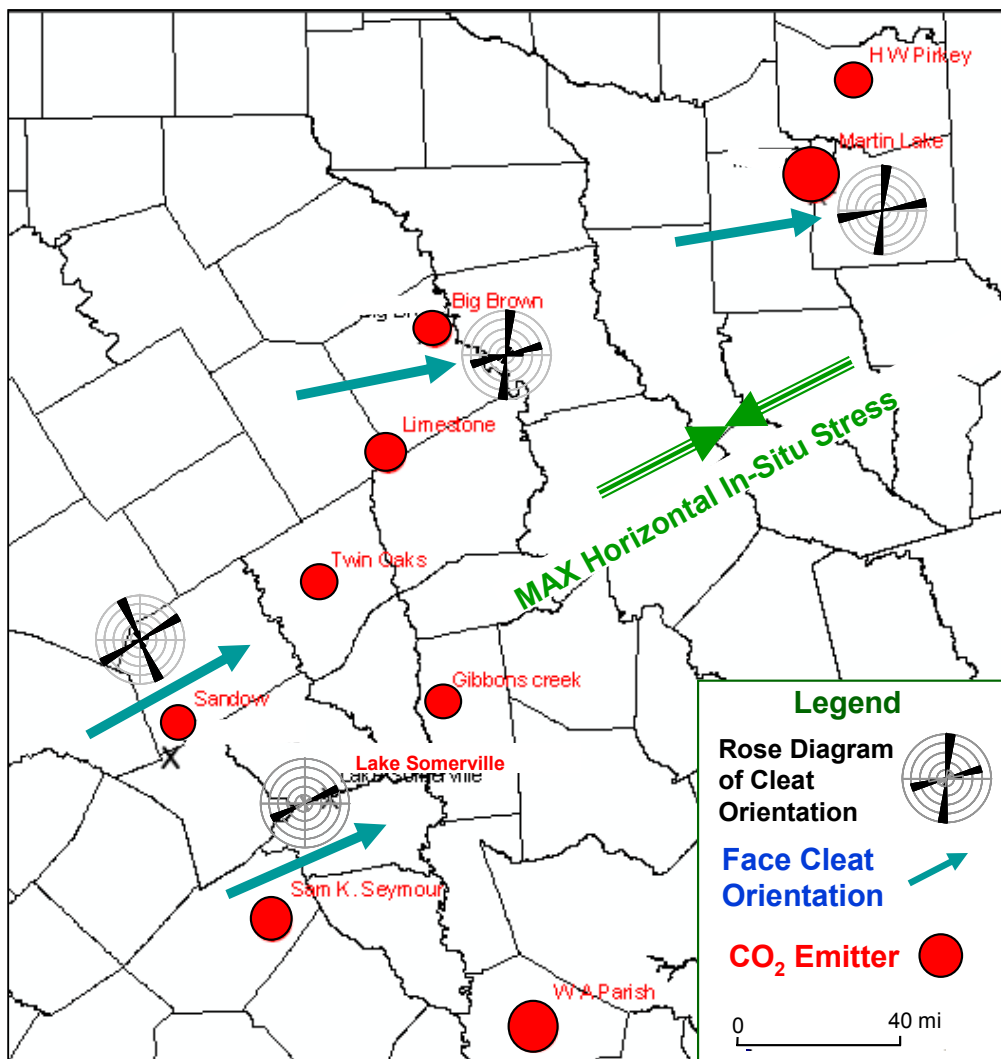 H W Pirkey
Martin Lake
Big Brown
Limestone
MAX Horizontal In-Situ Stress
Twin Oaks
Sandow
X
Gibbons creek
Lake Somerville
Sam K. Seymour
W A Parish
Legend
Rose Diagram
of Cleat
Orientation
Face Cleat
Orientation
CO₂ Emitter
0 40 mi